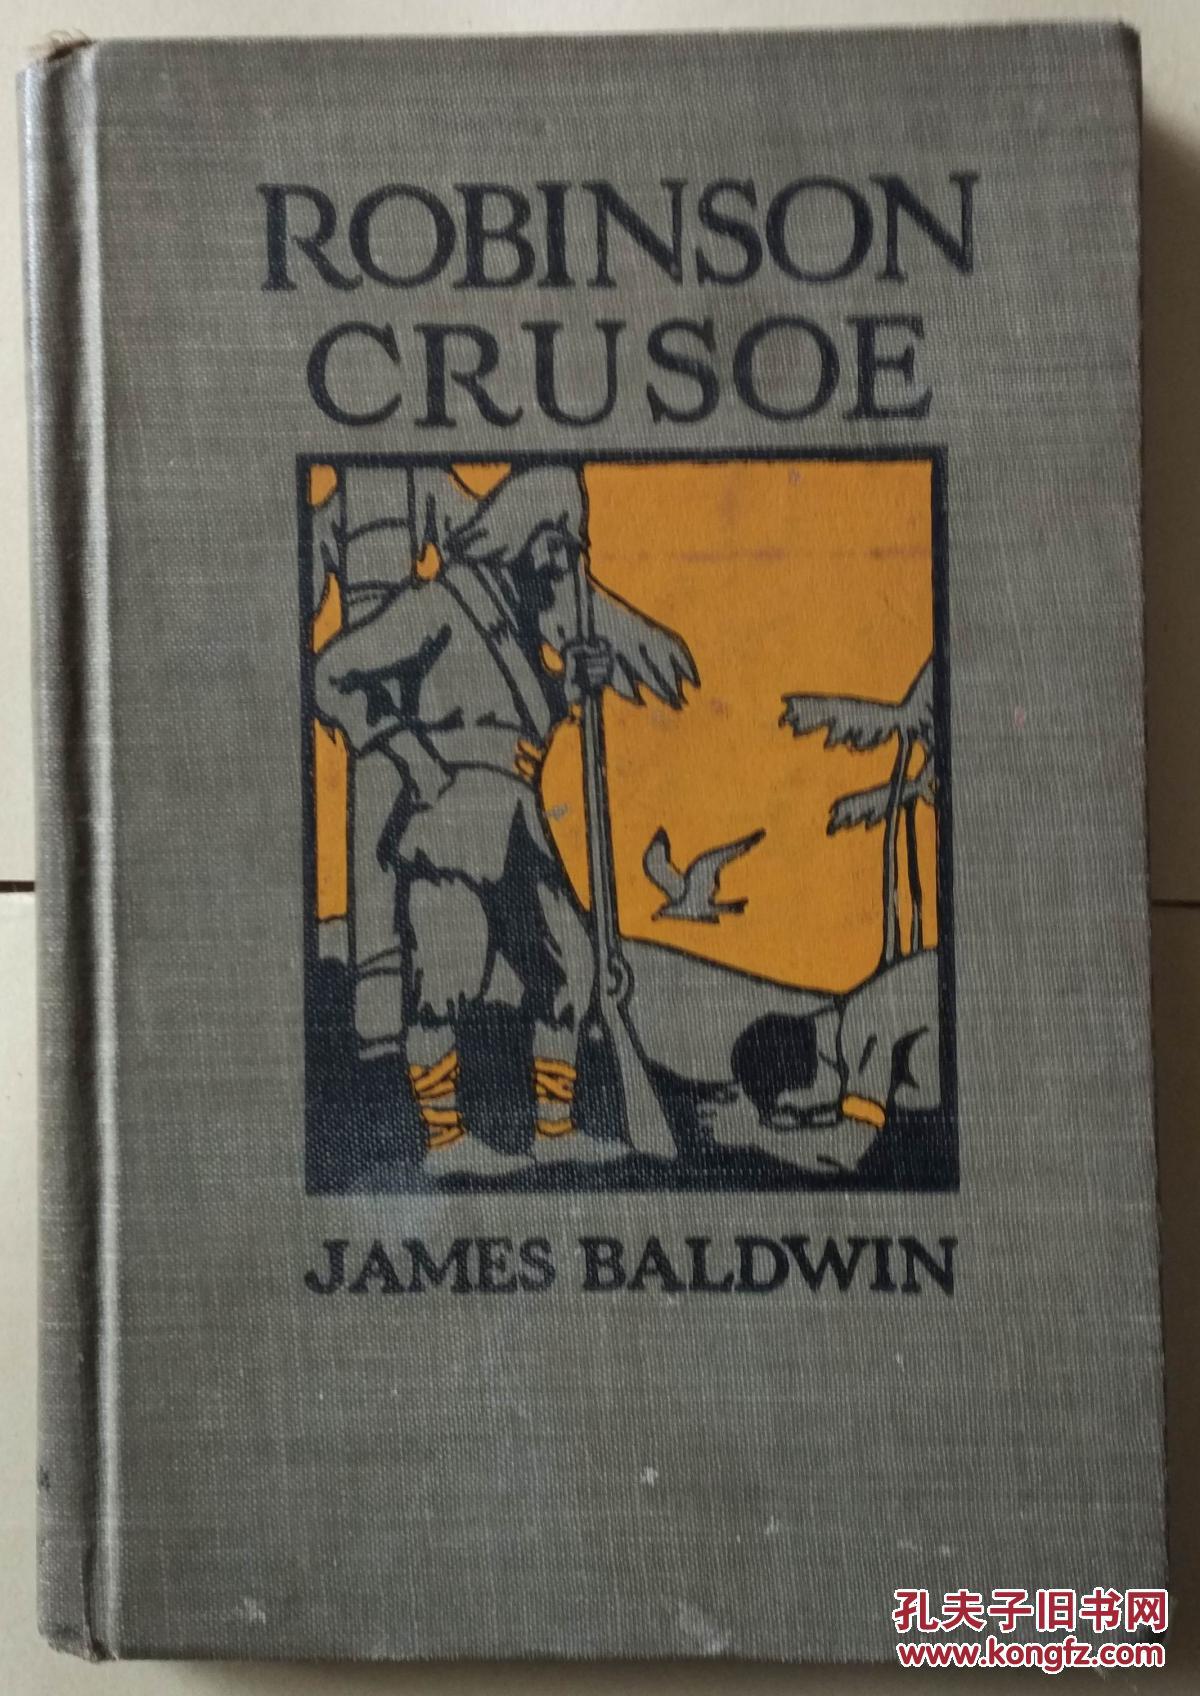 ROBINSON
CRUSOE
JAMES BALDWIN
孔夫子旧书网
www.kongfz.com